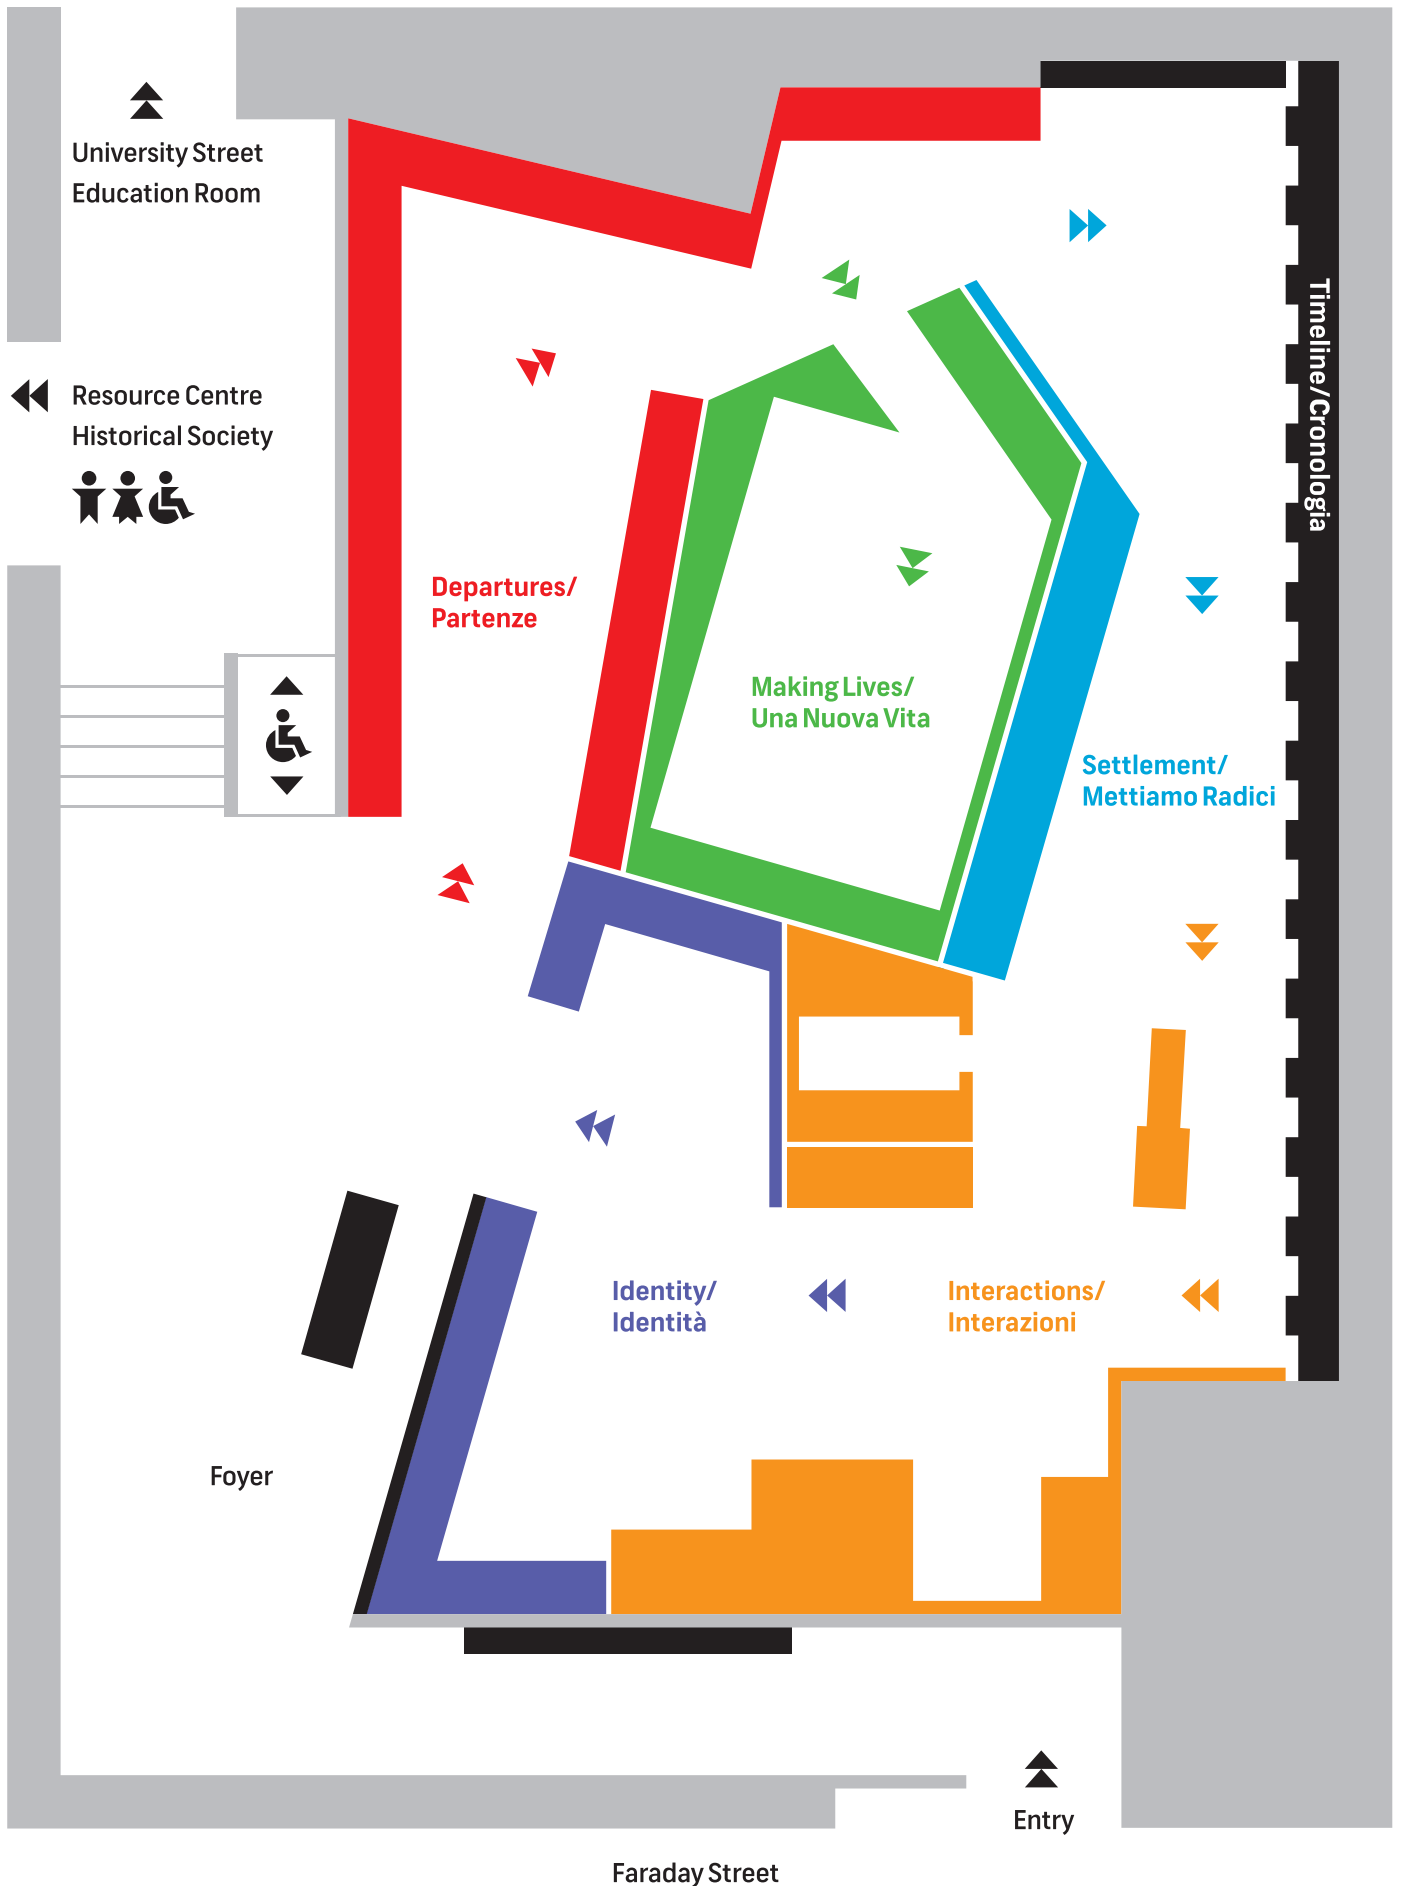 University Street
Education Room
Resource Centre
Historical Society
Timeline/Cronologia
Departures/
Partenze
Making Lives/
Una Nuova Vita
Settlement/
Mettiamo Radici
Identity/
Identità
Interactions/
Interazioni
Foyer
Entry
Faraday Street